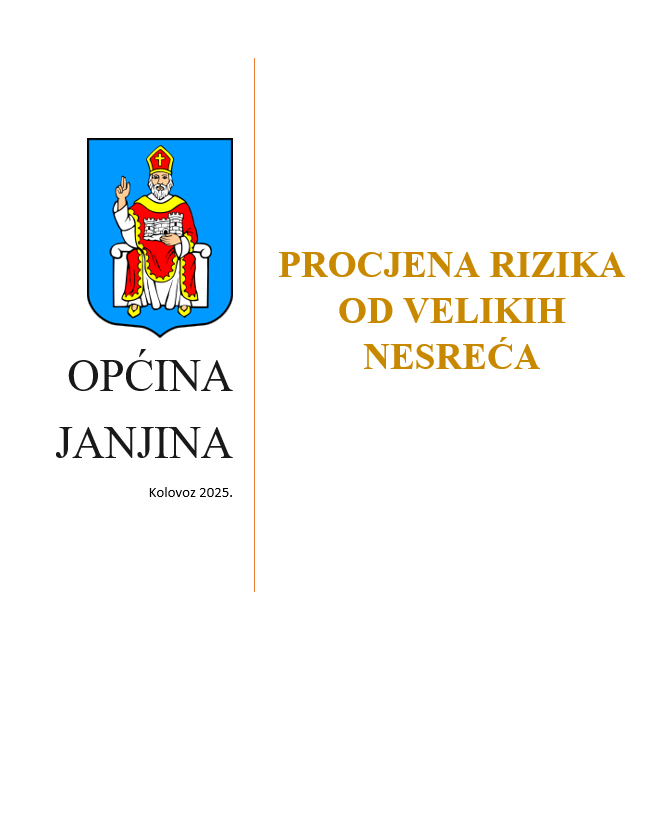 OPĆINA
JANJINA
Kolovoz 2025.
PROCJENA RIZIKA
OD VELIKIH
NESREĆA